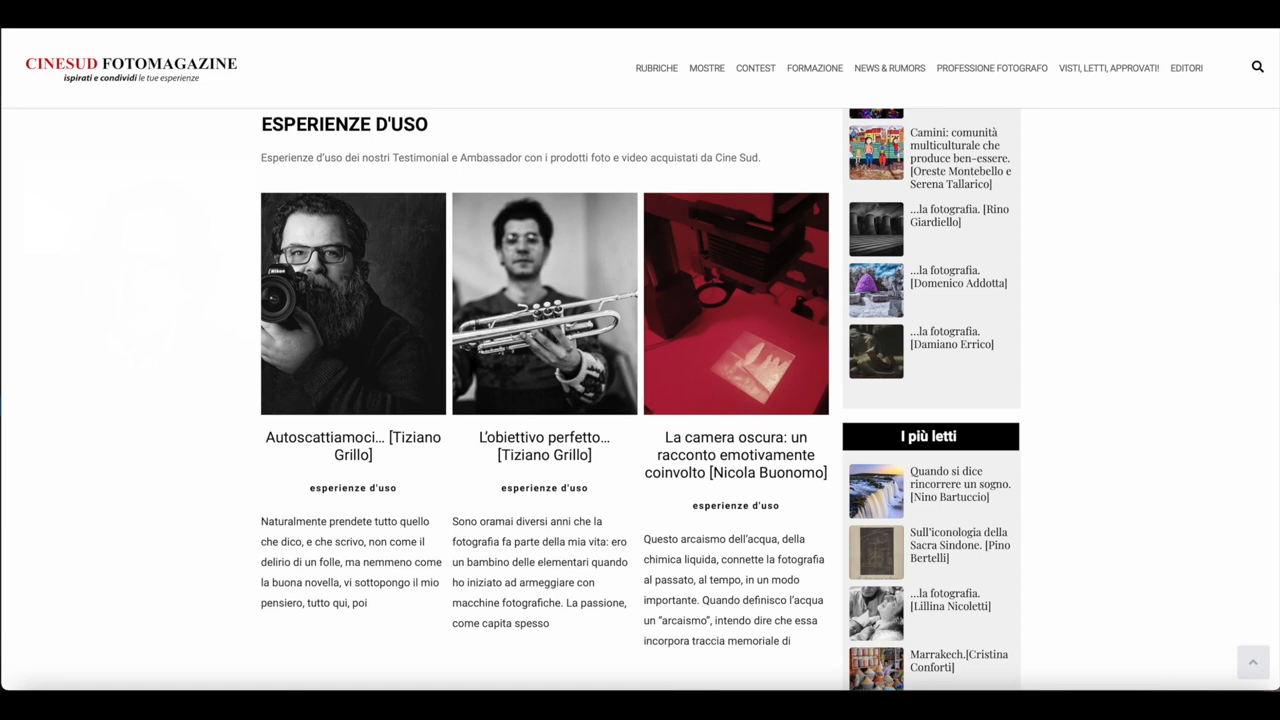 CINESUD FOTOMAGAZINE
ispirati e condividi le tue esperienze
RUBRICHE MOSTRE CONTEST FORMAZIONE NEWS & RUMORS PROFESSIONE FOTOGRAFO VISTI, LETTI, APPROVATI! EDITORI
ESPERIENZE D'USO
Esperienze d'uso dei nostri Testimonial e Ambassador con i prodotti foto e video acquistati da Cine Sud.
Nikon
Autoscattiamoci… [Tiziano
Grillo]
esperienze d'uso
Naturalmente prendete tutto quello
che dico, e che scrivo, non come il
delirio di un folle, ma nemmeno come
la buona novella, vi sottopongo il mio
pensiero, tutto qui, poi
L'obiettivo perfetto…
[Tiziano Grillo]
esperienze d'uso
Sono oramai diversi anni che la
fotografia fa parte della mia vita: ero
un bambino delle elementari quando
ho iniziato ad armeggiare con
macchine fotografiche. La passione,
come capita spesso
La camera oscura: un
racconto emotivamente
coinvolto [Nicola Buonomo]
esperienze d'uso
Questo arcaismo dell'acqua, della
chimica liquida, connette la fotografia
al passato, al tempo, in un modo
importante. Quando definisco l'acqua
un "arcaismo", intendo dire che essa
incorpora traccia memoriale di
Camini: comunità
multiculturale che
produce ben-essere.
[Oreste Montebello e
Serena Tallarico]
…la fotografia. [Rino
Giardiello]
…la fotografia.
[Domenico Addotta]
…la fotografia.
[Damiano Errico]
I più letti
Quando si dice
rincorrere un sogno.
[Nino Bartuccio]
Sull'iconologia della
Sacra Sindone. [Pino
Bertelli]
…la fotografia.
[Lillina Nicoletti]
Marrakech.[Cristina
Conforti]